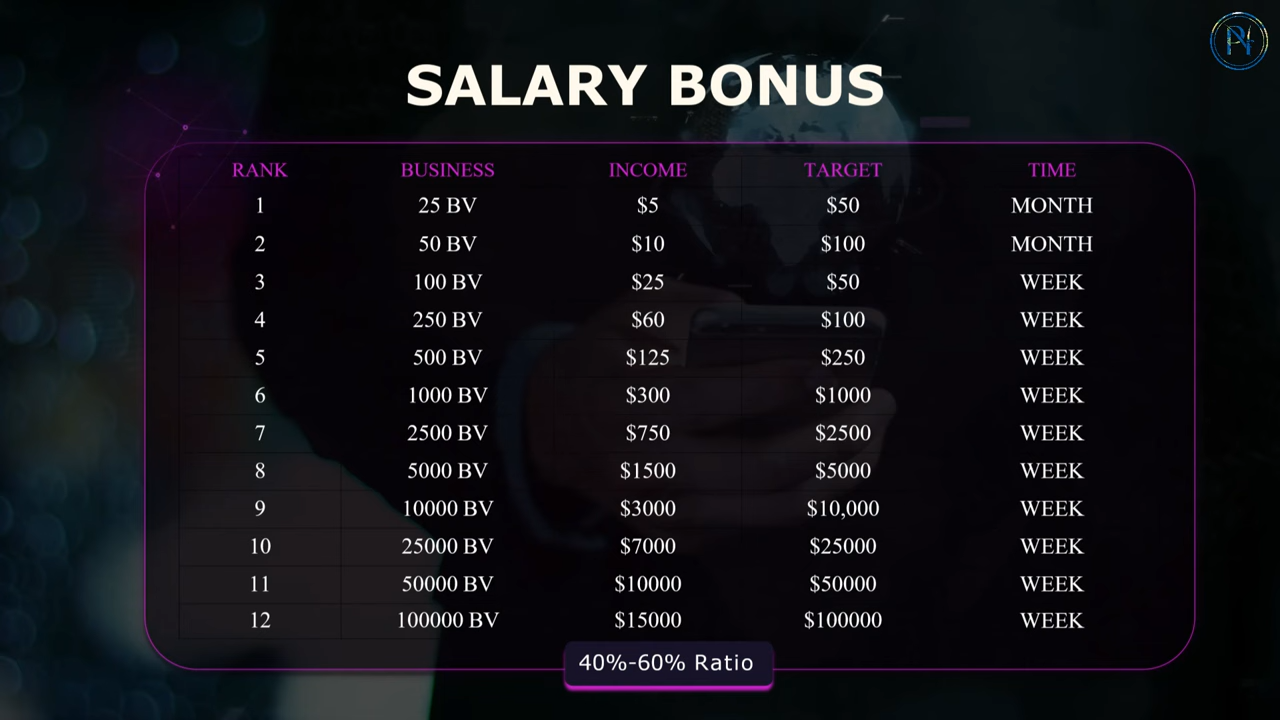 SALARY BONUS
RANK BUSINESS INCOME TARGET TIME
1 25 BV $5 $50 MONTH
2 50 BV $10 $100 MONTH
3 100 BV $25 $50 WEEK
4 250 BV $60 $100 WEEK
5 500 BV $125 $250 WEEK
6 1000 BV $300 $1000 WEEK
7 2500 BV $750 $2500 WEEK
8 5000 BV $1500 $5000 WEEK
9 10000 BV $3000 $10,000 WEEK
10 25000 BV $7000 $25000 WEEK
11 50000 BV $10000 $50000 WEEK
12 100000 BV $15000 $100000 WEEK
40%-60% Ratio